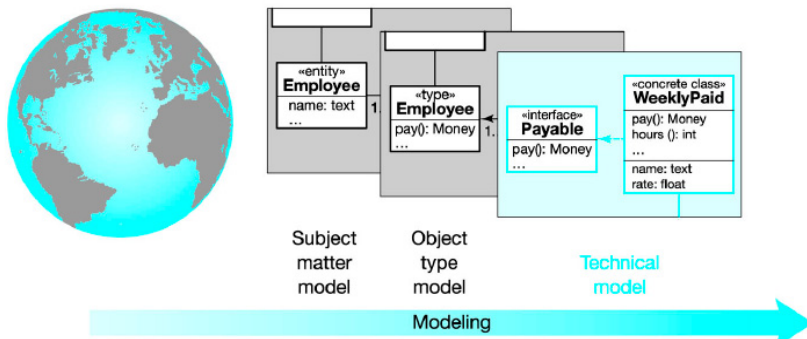 «entity»
Employee
name: text
...
1.
«type»
Employee
pay(): Money
...
1.
«interface»
Payable
pay(): Money
...
«concrete class»
WeeklyPaid
pay(): Money
hours (): int
...
name: text
rate: float
Subject
matter
model
Object
type
model
Technical
model
Modeling